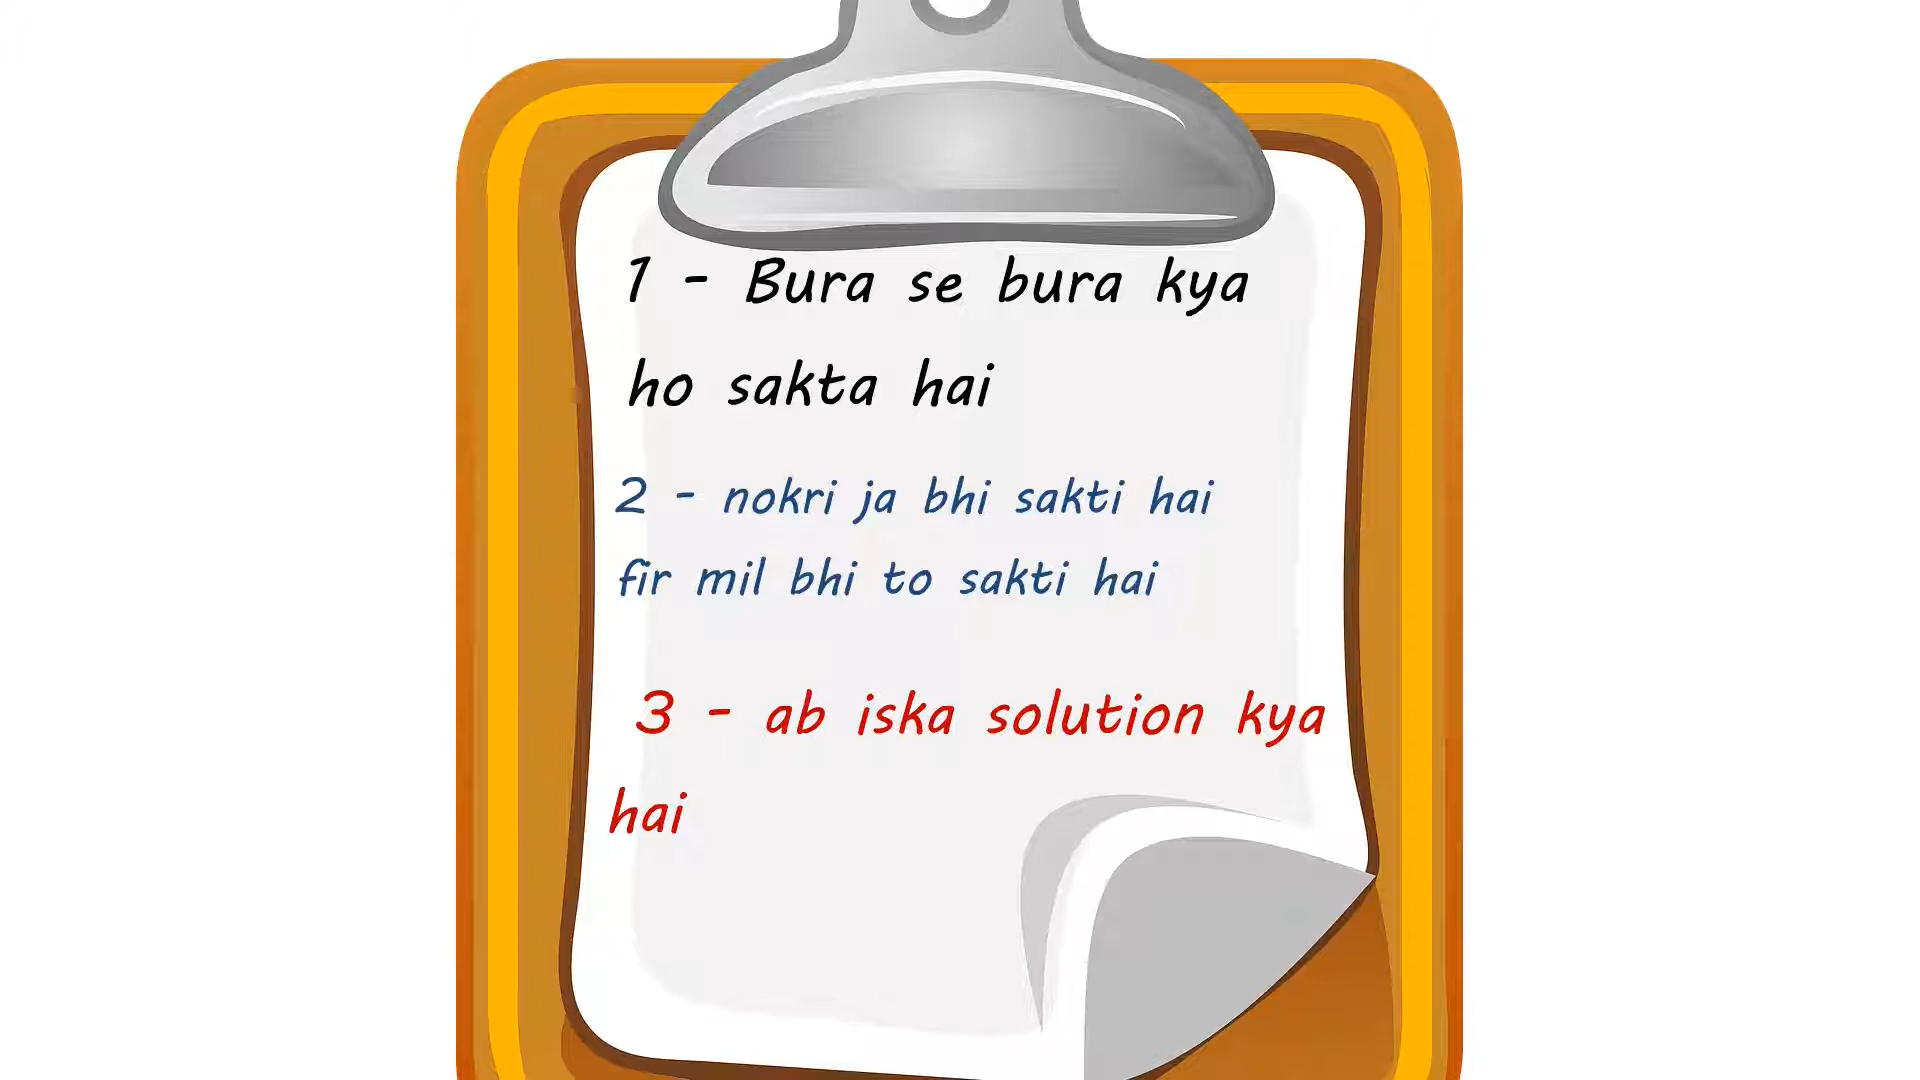 1 - Bura se bura kya
ho sakta hai
2 - nokri ja bhi sakti hai
fir mil bhi to sakti hai
3 - ab iska solution kya
hai